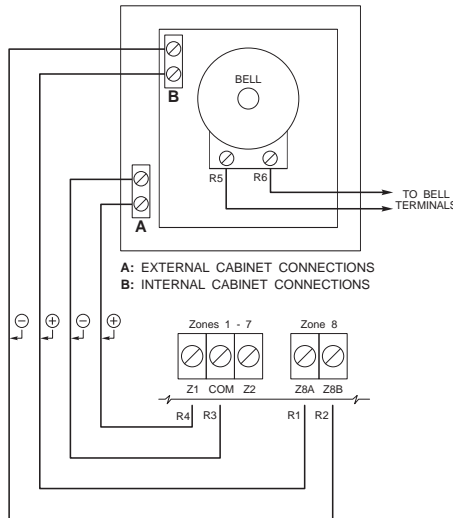 BELL
B
R5 R6
TO BELL
TERMINALS
A
A: EXTERNAL CABINET CONNECTIONS
B: INTERNAL CABINET CONNECTIONS
− + − +
Zones 1 - 7 Zone 8
Z1 COM Z2 Z8A Z8B
R4 R3 R1 R2